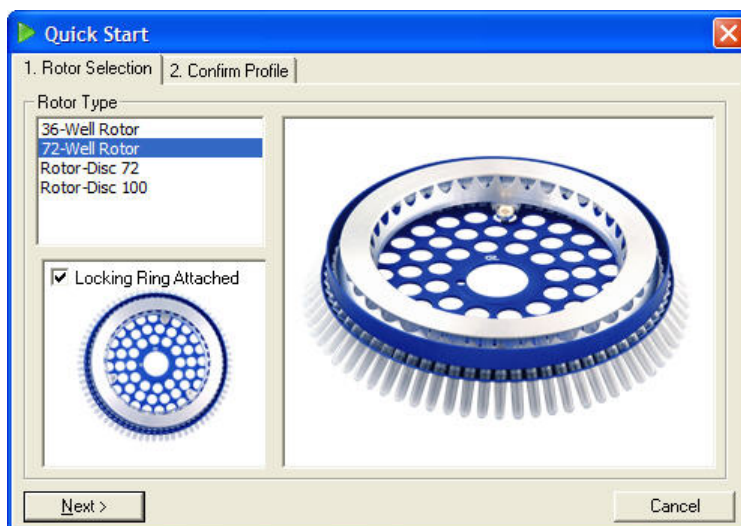 Quick Start
1. Rotor Selection 2. Confirm Profile
Rotor Type
36-Well Rotor
72-Well Rotor
Rotor-Disc 72
Rotor-Disc 100
Locking Ring Attached
Next >
Cancel